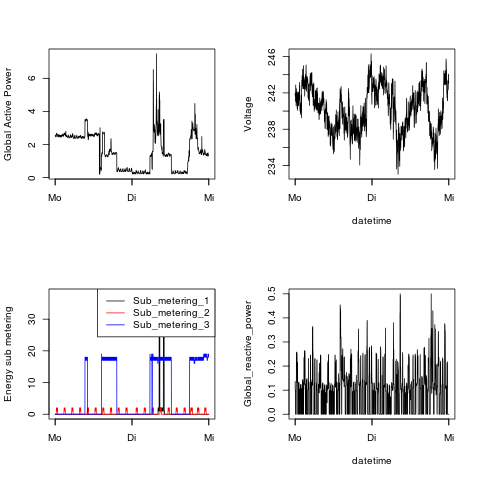 Global Active Power
6
4
2
0
Mo Di Mi
Voltage
246
242
238
234
Mo Di Mi
datetime
Energy sub metering
30
20
10
0
Sub_metering_1
Sub_metering_2
Sub_metering_3
Mo Di Mi
Global_reactive_power
0.5
0.4
0.3
0.2
0.1
0.0
Mo Di Mi
datetime